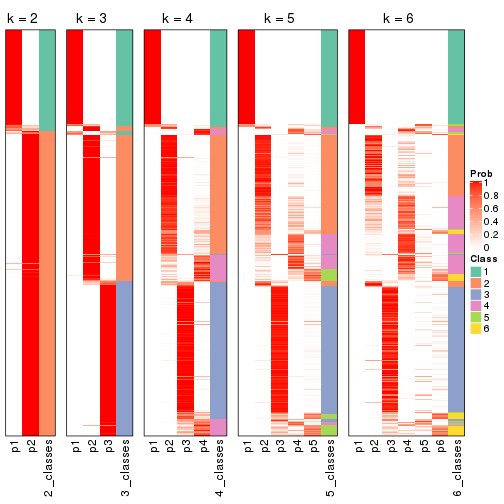 k = 2
k = 3
k = 4
k = 5
k = 6
p1
p2
2_classes
p1
p2
p3
3_classes
p1
p2
p3
p4
4_classes
p1
p2
p3
p4
p5
5_classes
p1
p2
p3
p4
p5
p6
6_classes
Prob
1
0.8
0.6
0.4
0.2
0
Class
1
2
3
4
5
6